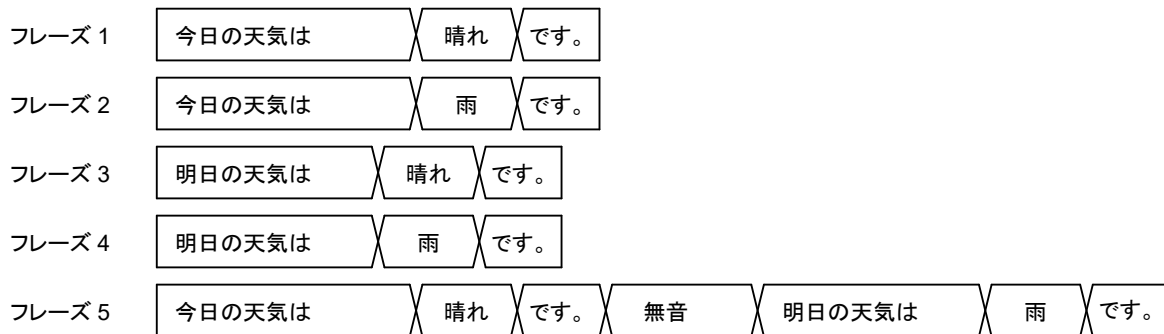 フレーズ 1 今日の天気は 晴れ です。
フレーズ 2 今日の天気は 雨 です。
フレーズ 3 明日の天気は 晴れ です。
フレーズ 4 明日の天気は 雨 です。
フレーズ 5 今日の天気は 晴れ です。 無音 明日の天気は 雨 です。